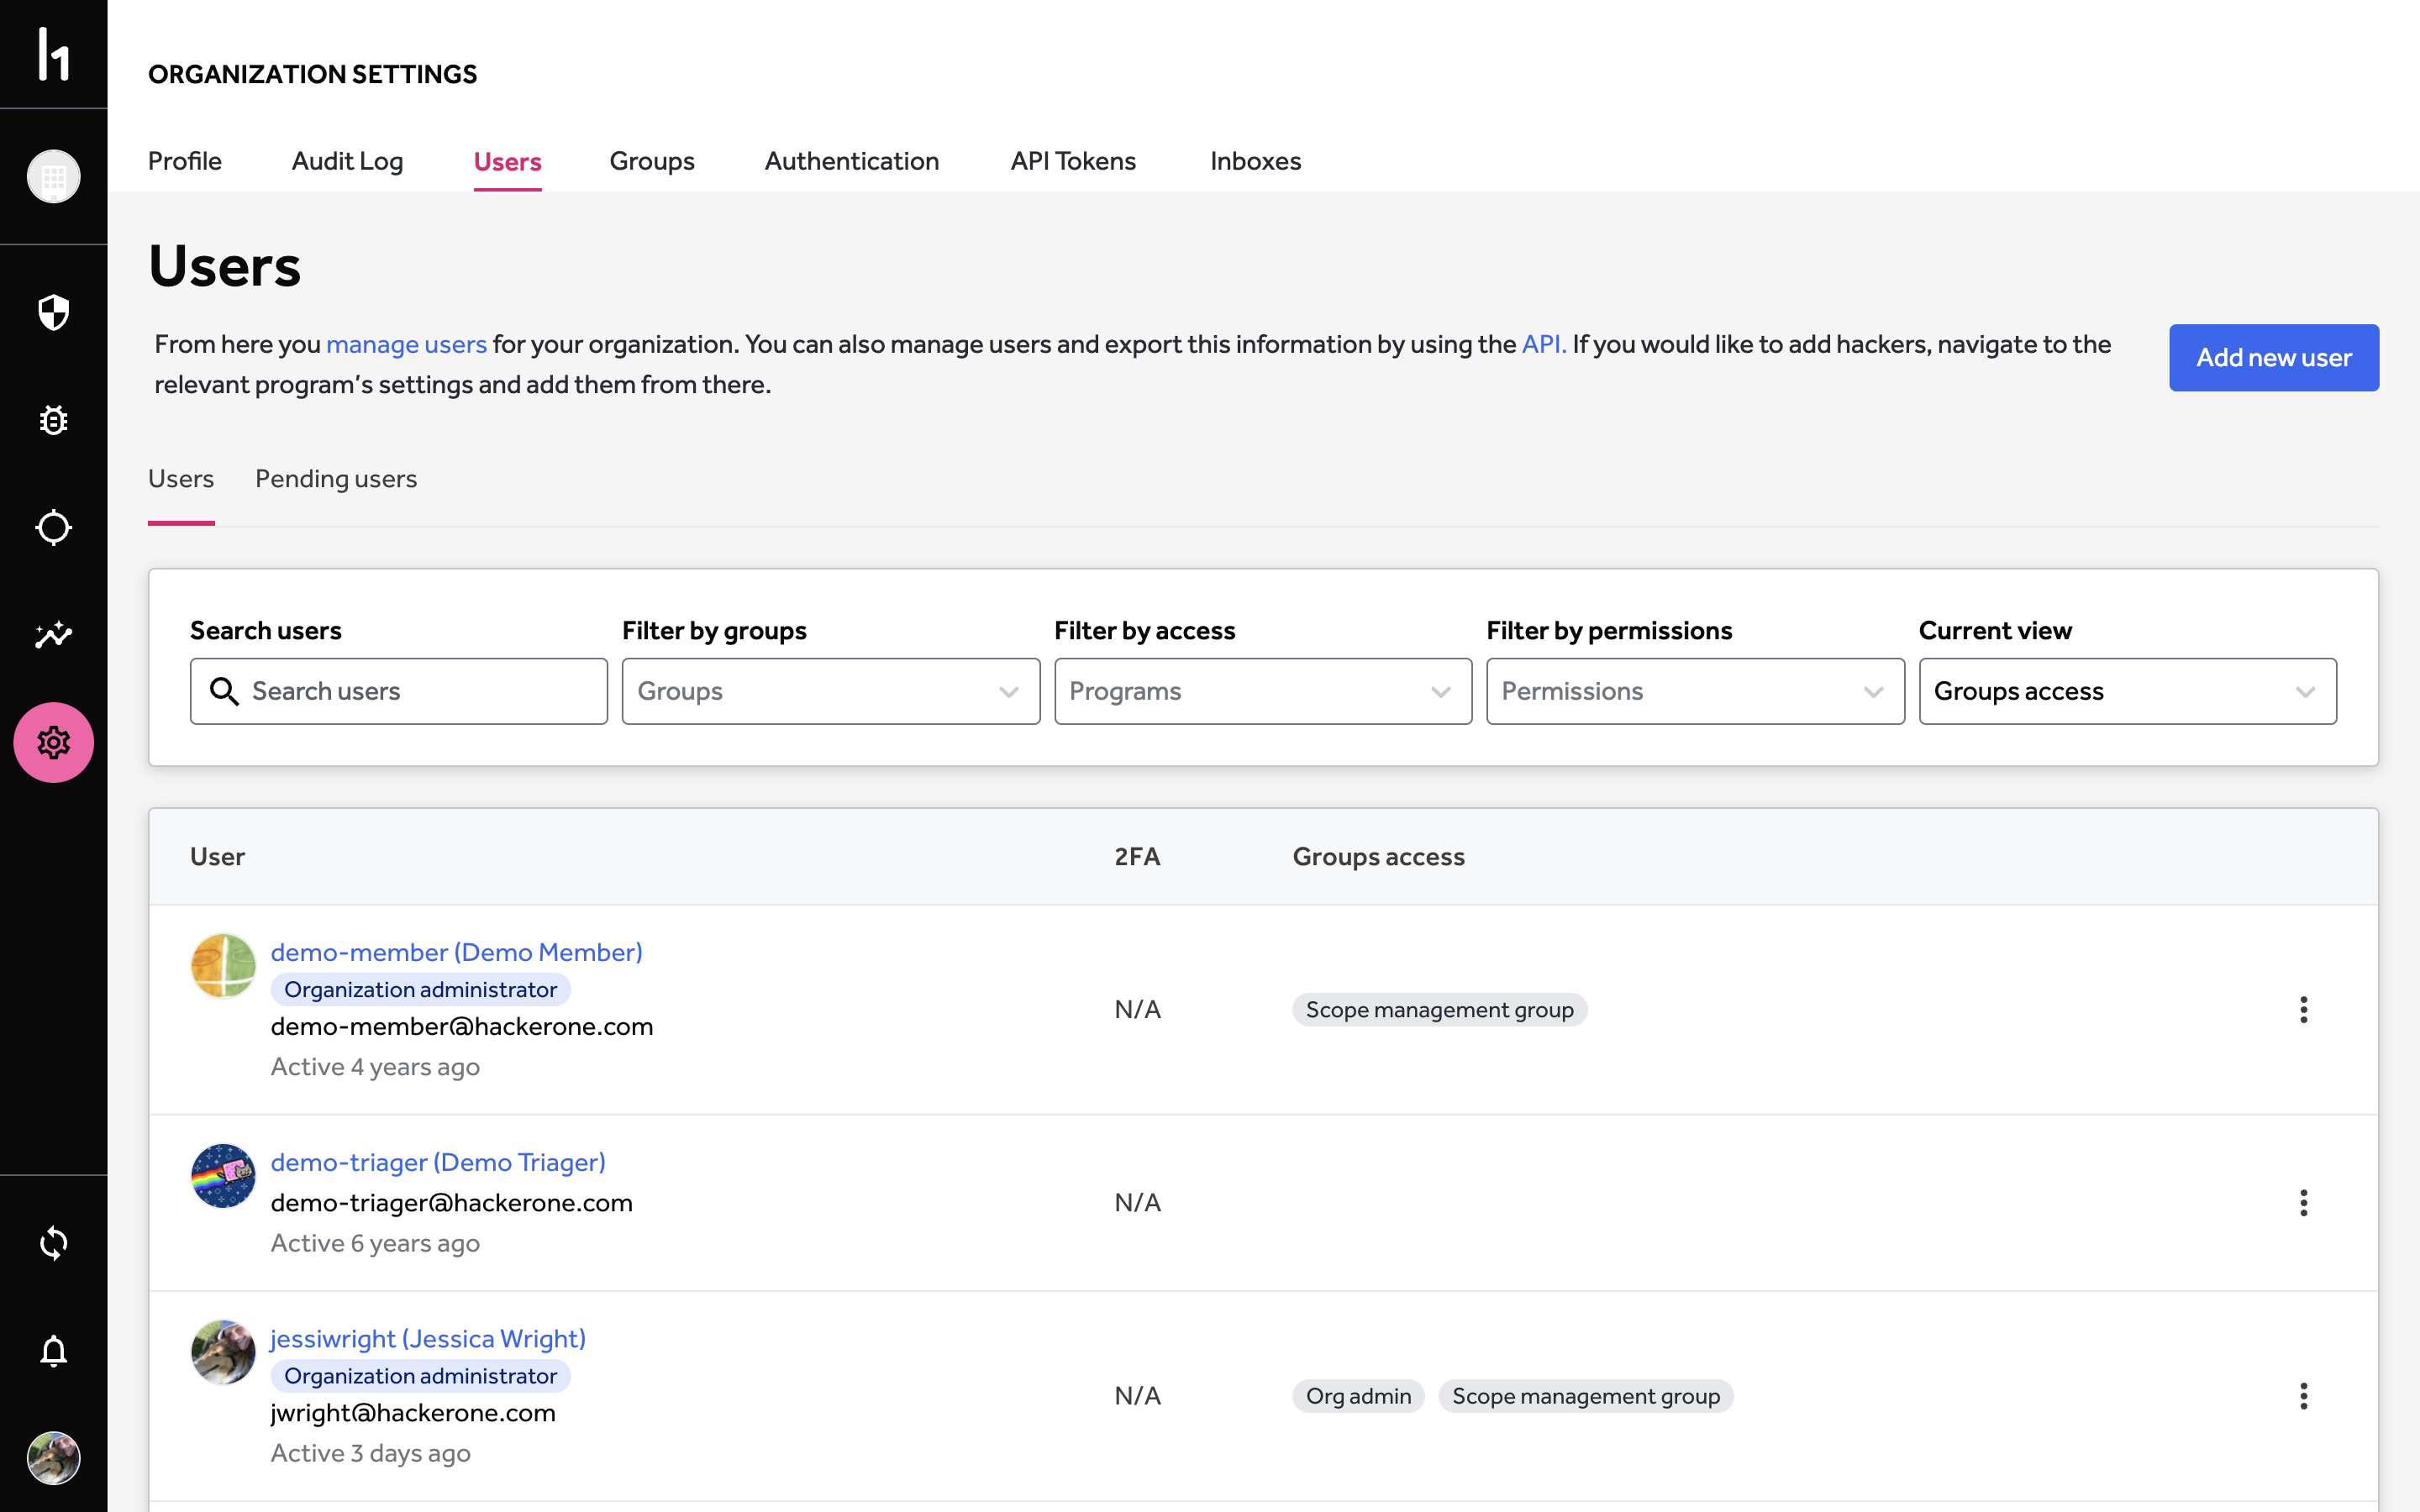 h1
ORGANIZATION SETTINGS
Profile Audit Log Users Groups Authentication API Tokens Inboxes
Users
From here you manage users for your organization. You can also manage users and export this information by using the API. If you would like to add hackers, navigate to the
relevant program's settings and add them from there.
Add new user
Users Pending users
Search users Filter by groups Filter by access Filter by permissions Current view
Search users Groups Programs Permissions Groups access
User 2FA Groups access
demo-member (Demo Member)
Organization administrator
demo-member@hackerone.com
Active 4 years ago
N/A
Scope management group
demo-triager (Demo Triager)
demo-triager@hackerone.com
Active 6 years ago
N/A
jessiwright (Jessica Wright)
Organization administrator
jwright@hackerone.com
Active 3 days ago
N/A
Org admin Scope management group